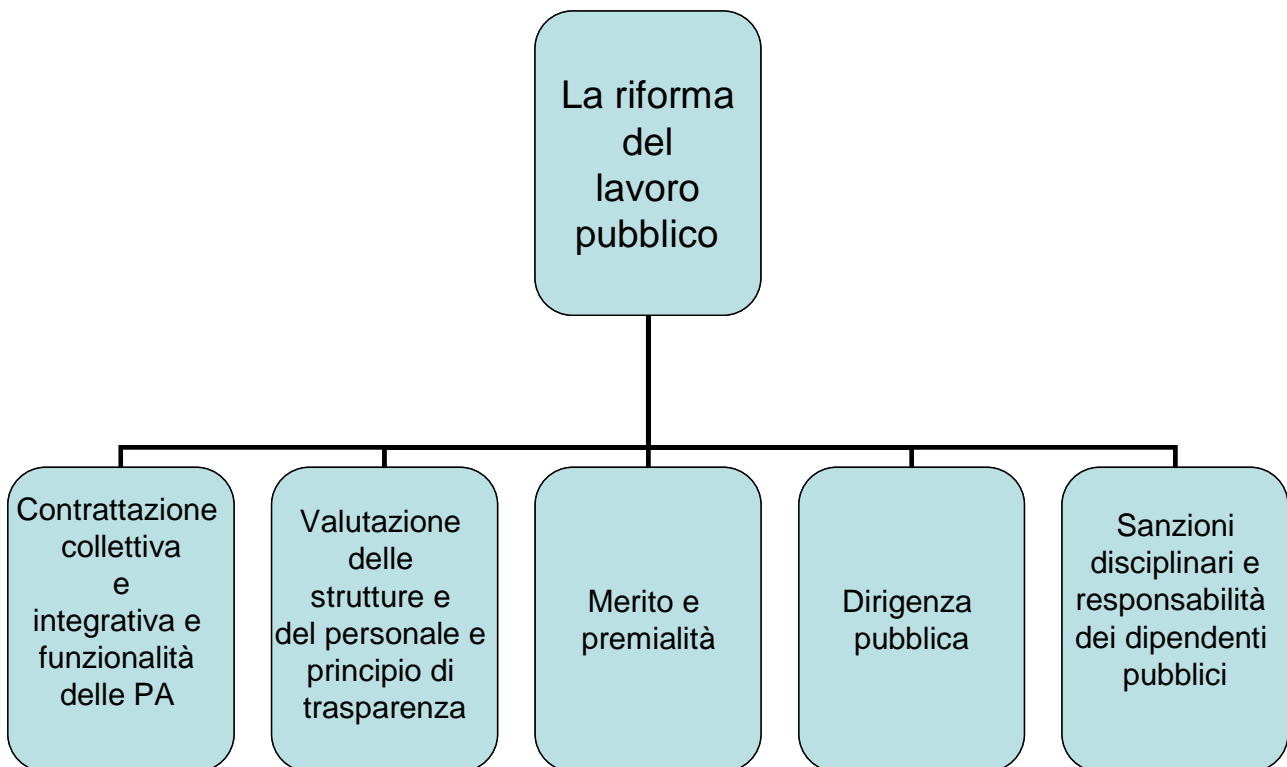 La riforma
del
lavoro
pubblico
Contrattazione
collettiva
e
integrativa e
funzionalità
delle PA
Valutazione
delle
strutture e
del personale e
principio di
trasparenza
Merito e
premialità
Dirigenza
pubblica
Sanzioni
disciplinari e
responsabilità
dei dipendenti
pubblici